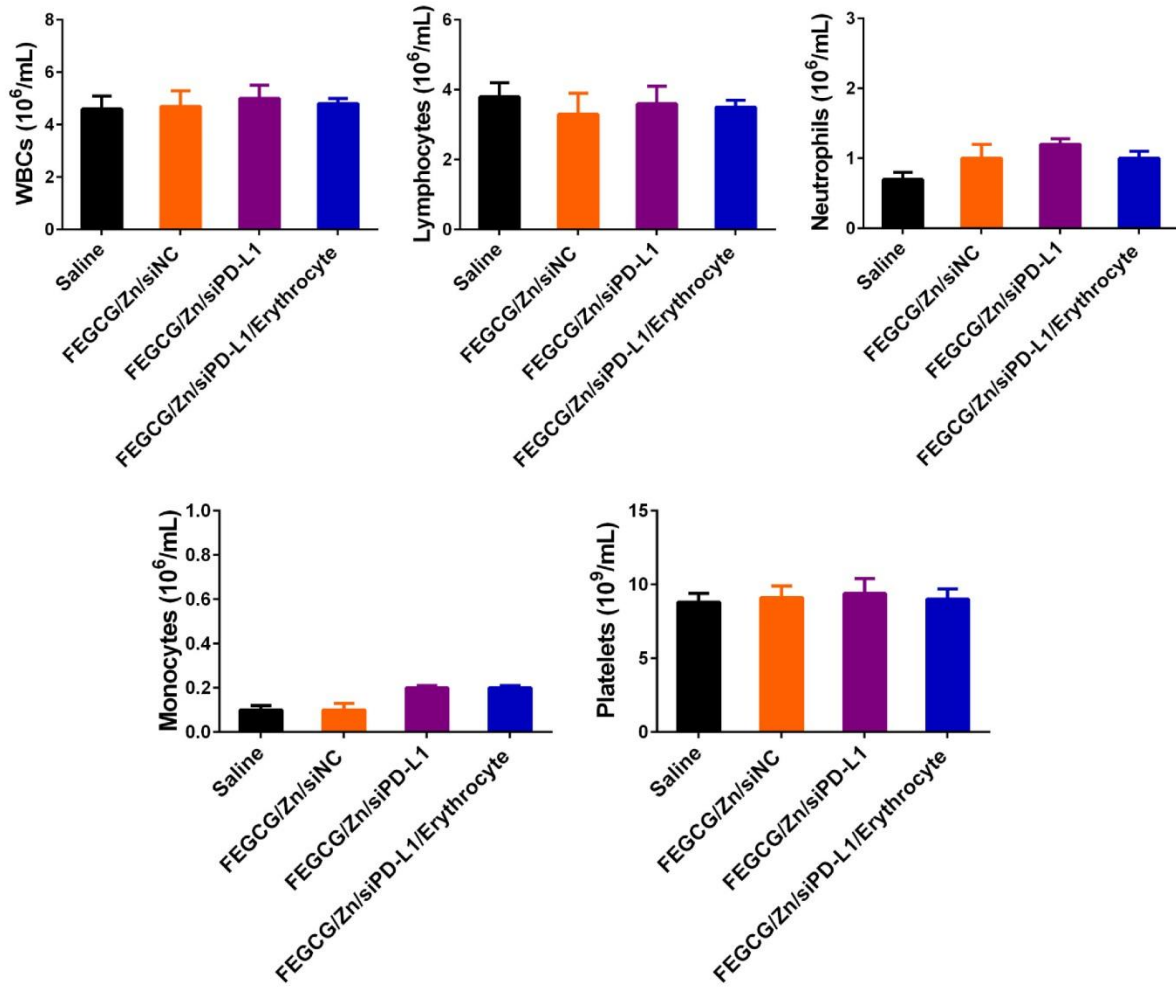 WBCs (10⁶/mL)
8
6
4
2
0
Saline
FEGCG/Zn/siNC
FEGCG/Zn/siPD-L1
FEGCG/Zn/siPD-L1/Erythrocyte
Lymphocytes (10⁶/mL)
6
4
2
0
Saline
FEGCG/Zn/siNC
FEGCG/Zn/siPD-L1
FEGCG/Zn/siPD-L1/Erythrocyte
Neutrophils (10⁶/mL)
3
2
1
0
Saline
FEGCG/Zn/siNC
FEGCG/Zn/siPD-L1
FEGCG/Zn/siPD-L1/Erythrocyte
Monocytes (10⁶/mL)
1.0
0.8
0.6
0.4
0.2
0.0
Saline
FEGCG/Zn/siNC
FEGCG/Zn/siPD-L1
FEGCG/Zn/siPD-L1/Erythrocyte
Platelets (10⁹/mL)
15
10
5
0
Saline
FEGCG/Zn/siNC
FEGCG/Zn/siPD-L1
FEGCG/Zn/siPD-L1/Erythrocyte